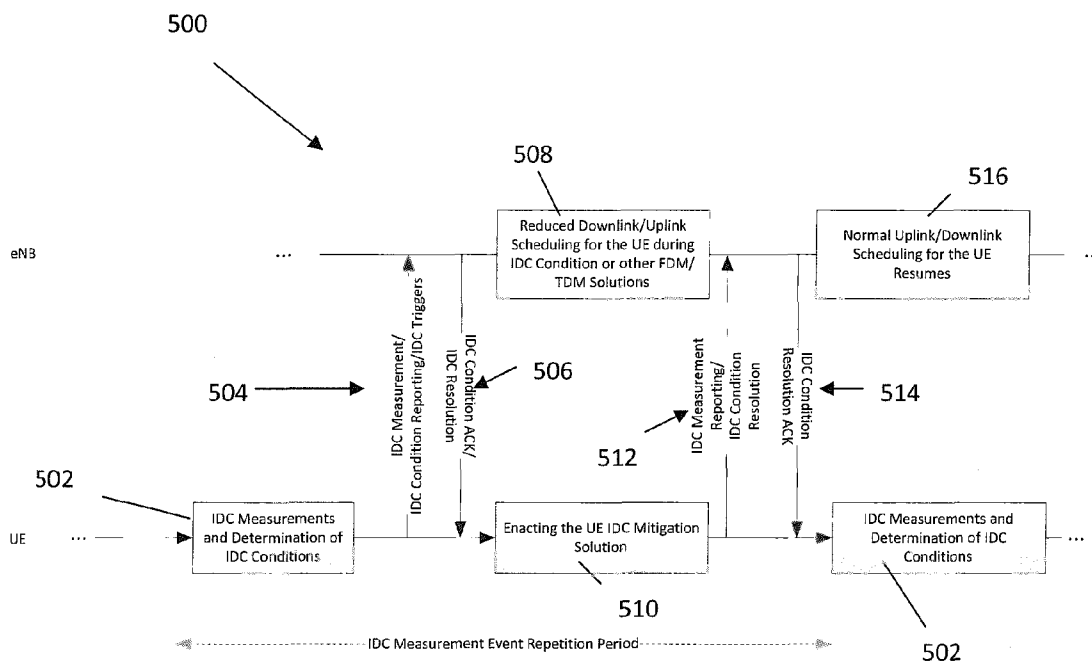 500
508
516
Reduced Downlink/Uplink
Scheduling for the UE during
IDC Condition or other FDM/
TDM Solutions
Normal Uplink/Downlink
Scheduling for the UE
Resumes
eNB
...
...
504
IDC Measurement/
IDC Condition Reporting/IDC Triggers
IDC Condition ACK/
IDC Resolution
506
512
IDC Measurement
Reporting/
IDC Condition
Resolution
IDC Condition
Resolution ACK
514
502
UE
...
IDC Measurements
and Determination of
IDC Conditions
Enacting the UE IDC Mitigation
Solution
IDC Measurements and
Determination of IDC
Conditions
...
510
502
IDC Measurement Event Repetition Period